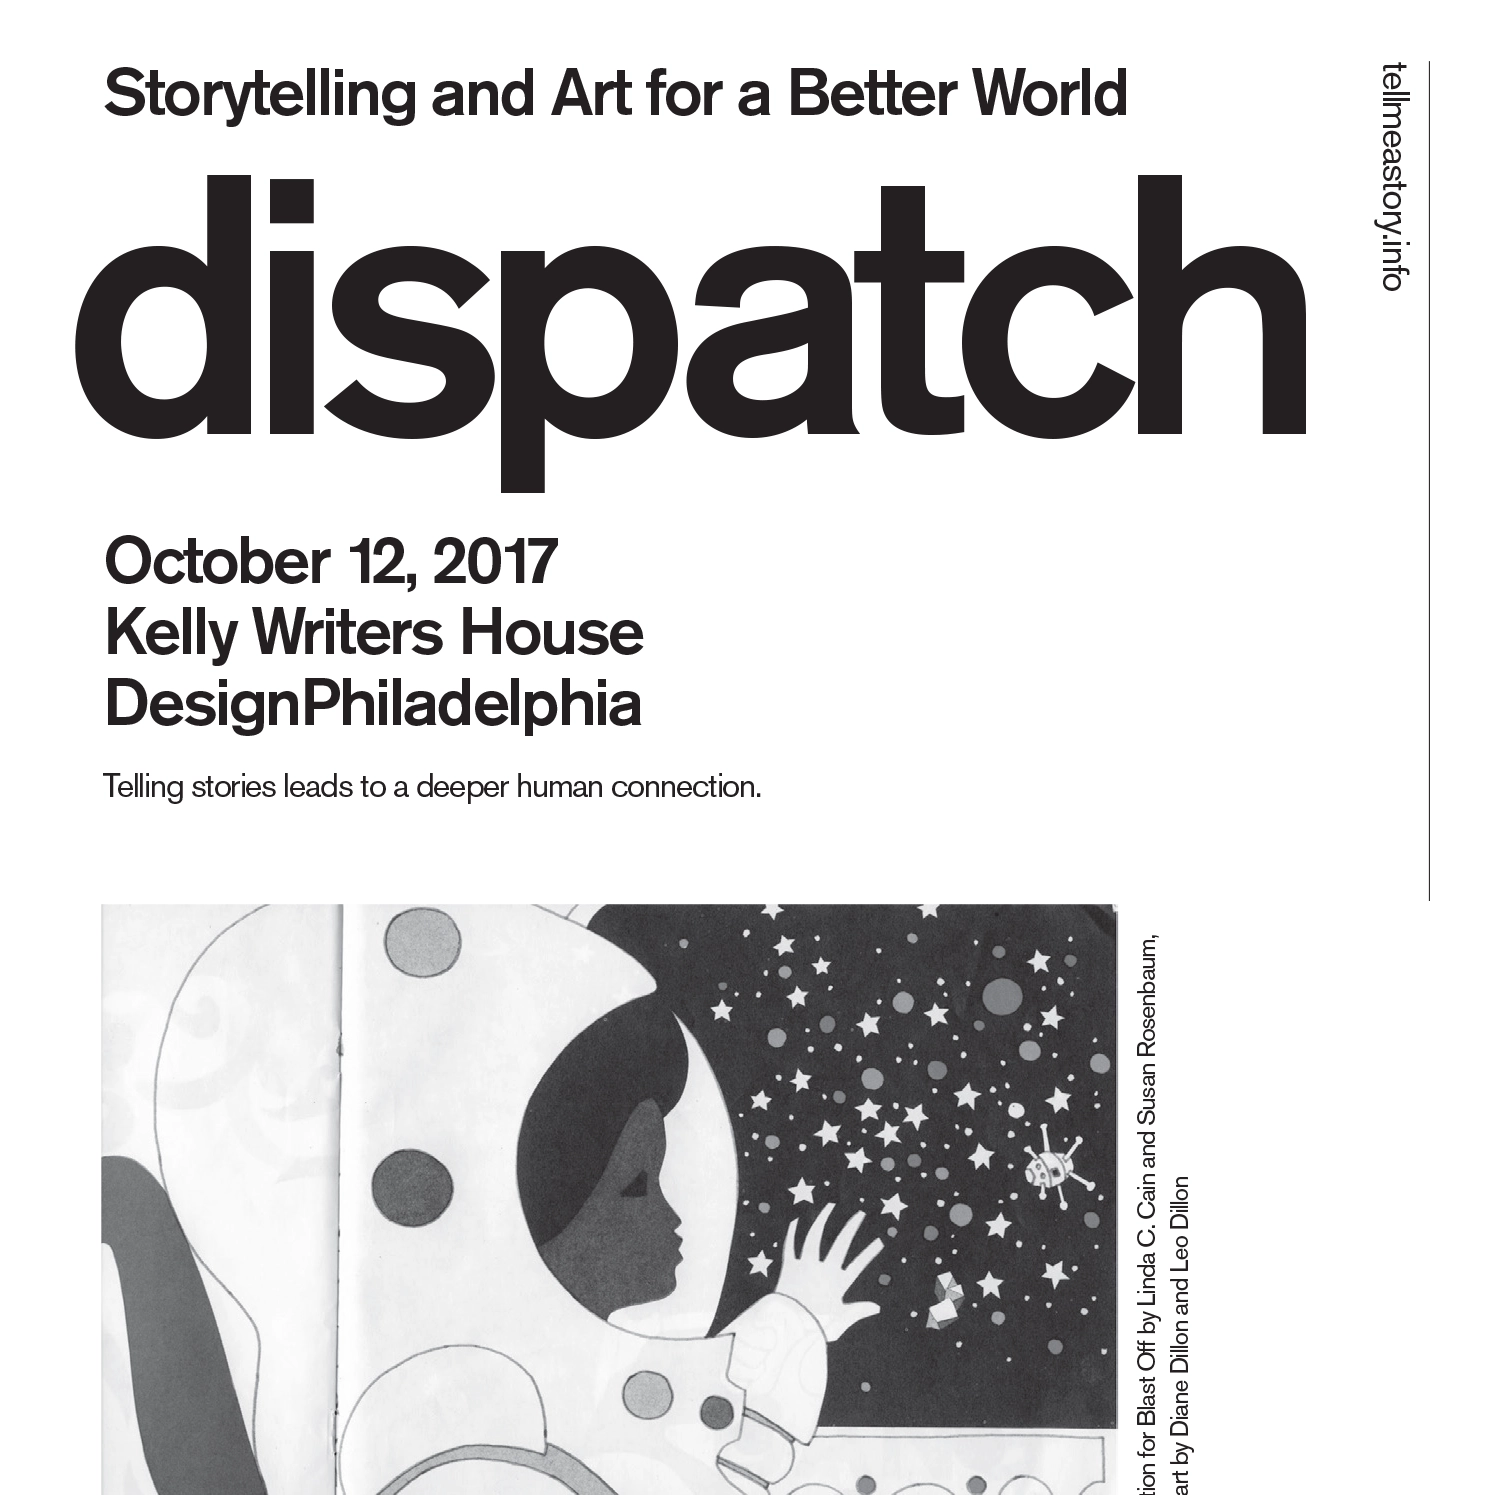 Storytelling and Art for a Better World
dispatch
October 12, 2017
Kelly Writers House
DesignPhiladelphia
Telling stories leads to a deeper human connection.
tellmeastory.info
for Blast Off by Linda C. Cain and Susan Rosenbaum,
art by Diane Dillon and Leo Dillon